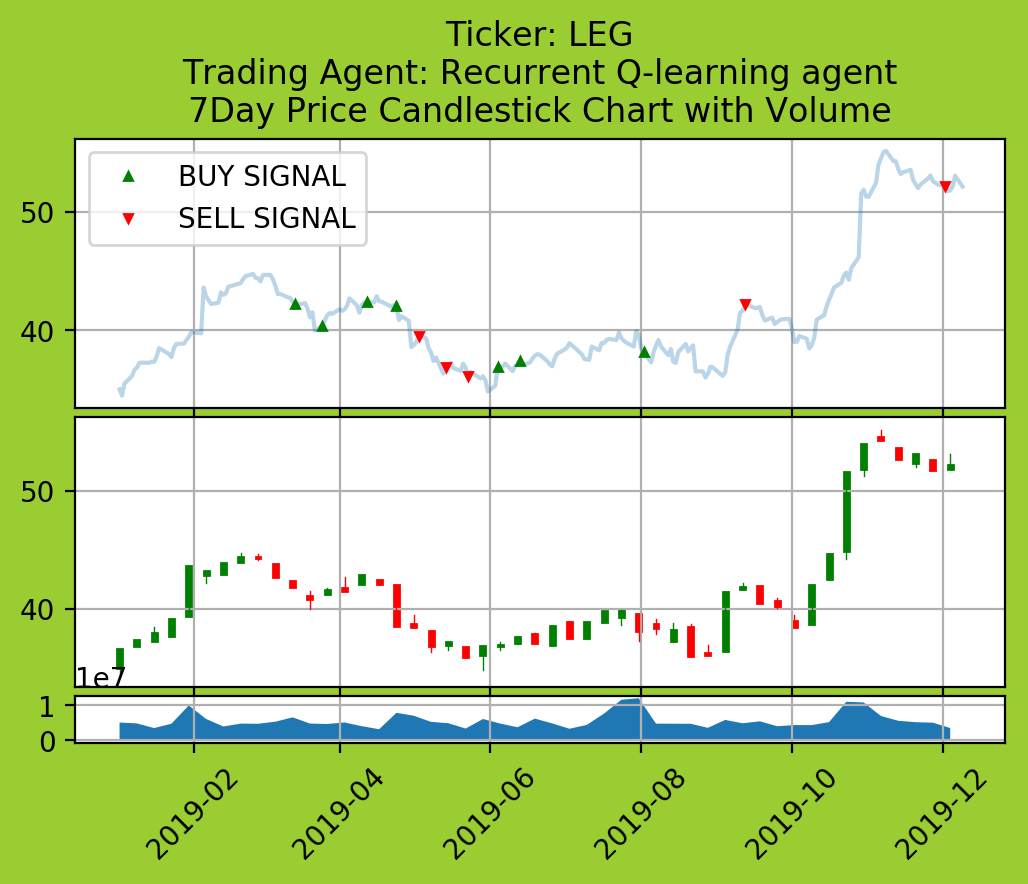 Ticker: LEG
Trading Agent: Recurrent Q-learning agent
7Day Price Candlestick Chart with Volume
BUY SIGNAL
SELL SIGNAL
50
40
50
40
1e7
1
0
2019-02
2019-04
2019-06
2019-08
2019-10
2019-12